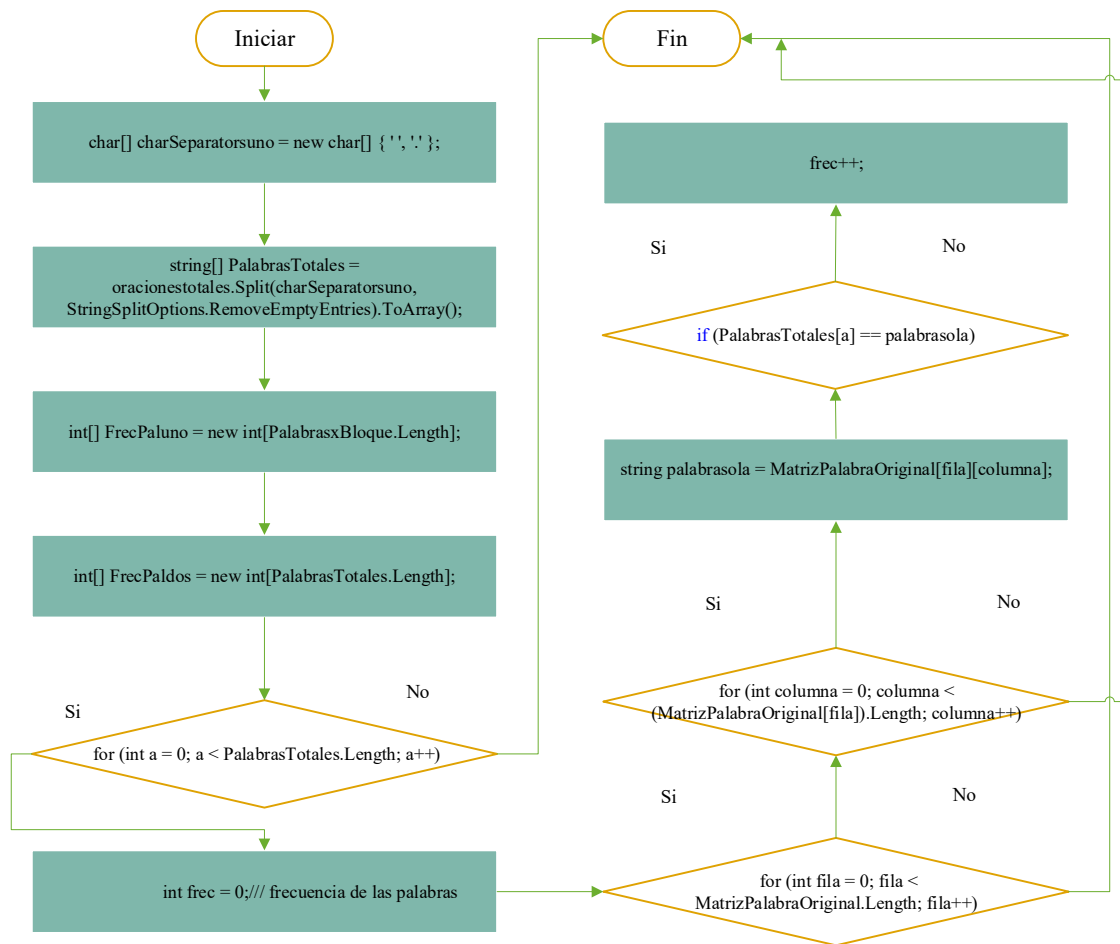 Iniciar
char[] charSeparatorsuno = new char[] { ' ', '.' };
string[] PalabrasTotales =
oracionestotales.Split(charSeparatorsuno,
StringSplitOptions.RemoveEmptyEntries).ToArray();
int[] FrecPaluno = new int[PalabrasxBloque.Length];
int[] FrecPaldos = new int[PalabrasTotales.Length];
Si
No
for (int a = 0; a < PalabrasTotales.Length; a++)
int frec = 0;/// frecuencia de las palabras
Fin
frec++;
Si
No
if (PalabrasTotales[a] == palabrasola)
string palabrasola = MatrizPalabraOriginal[fila][columna];
Si
No
for (int columna = 0; columna <
(MatrizPalabraOriginal[fila]).Length; columna++)
Si
No
for (int fila = 0; fila <
MatrizPalabraOriginal.Length; fila++)